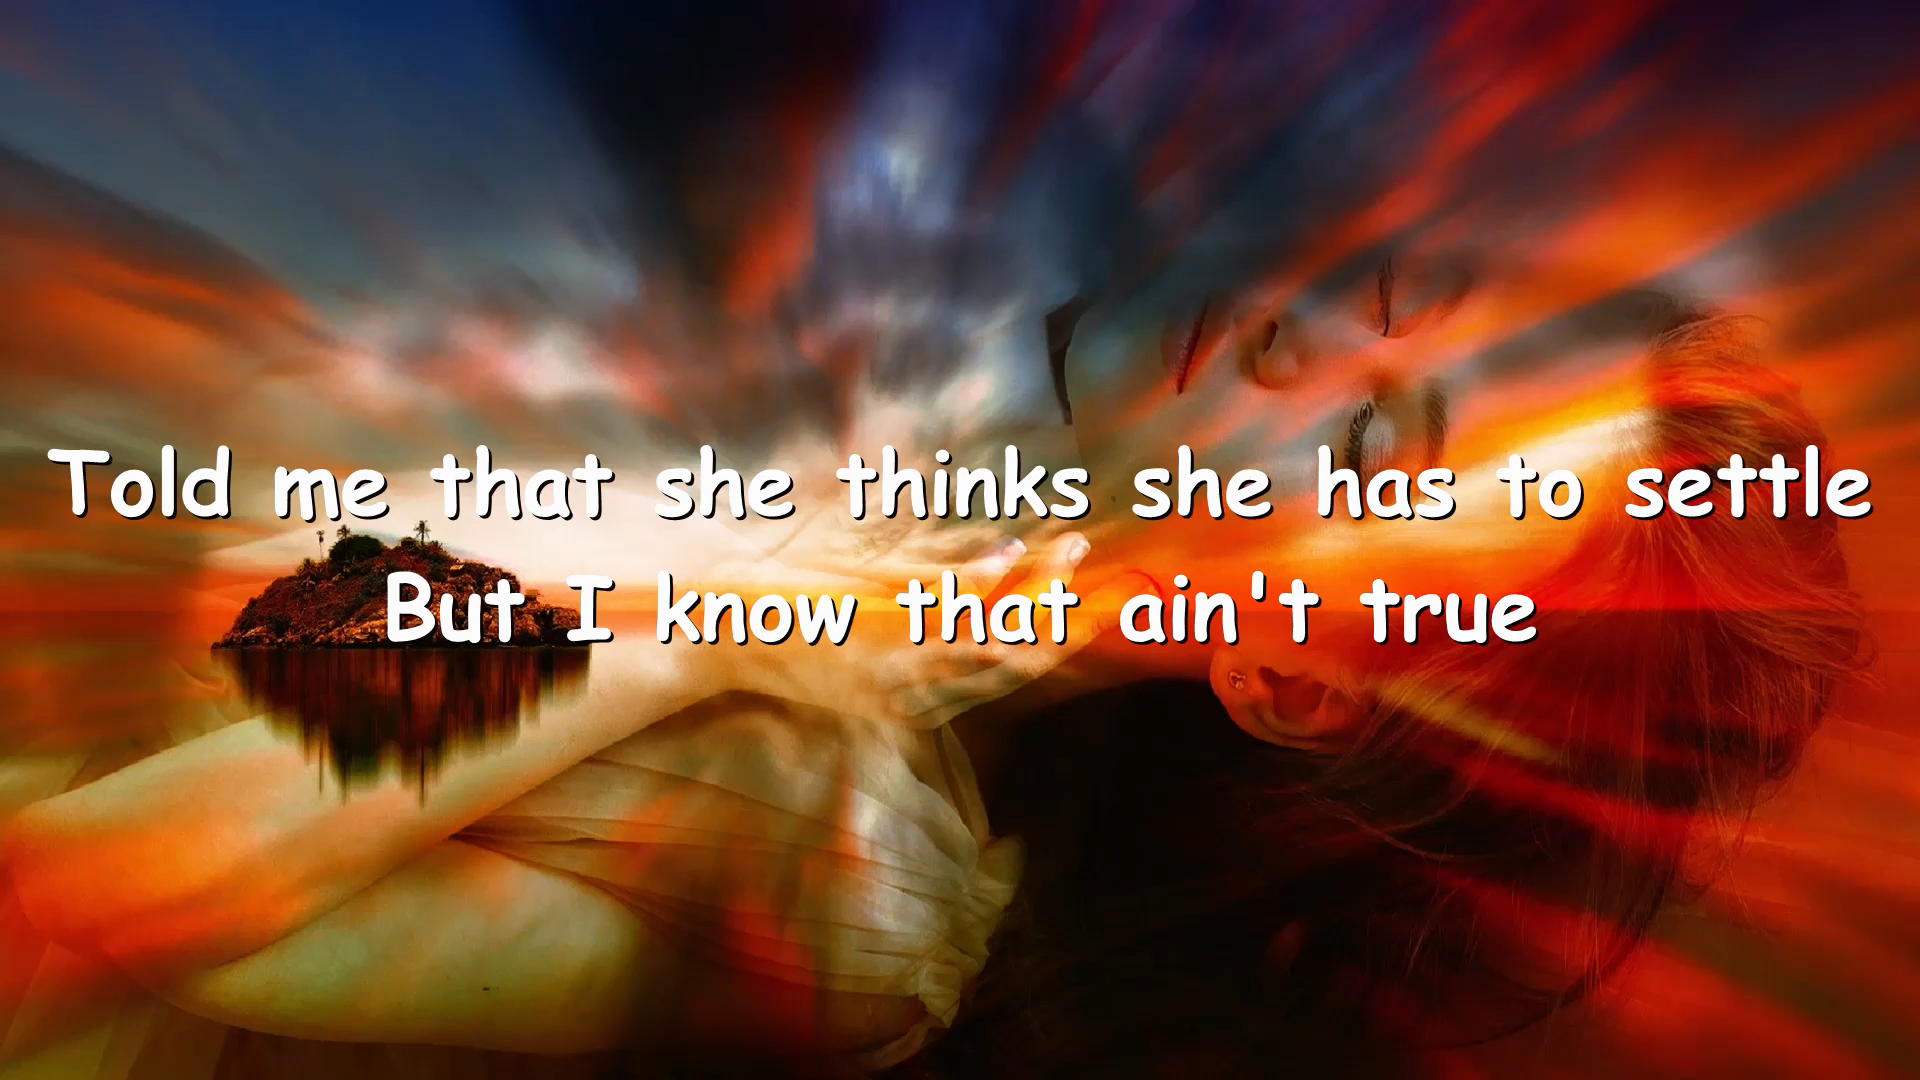 Told me that she thinks she has to settle
But I know that ain't true